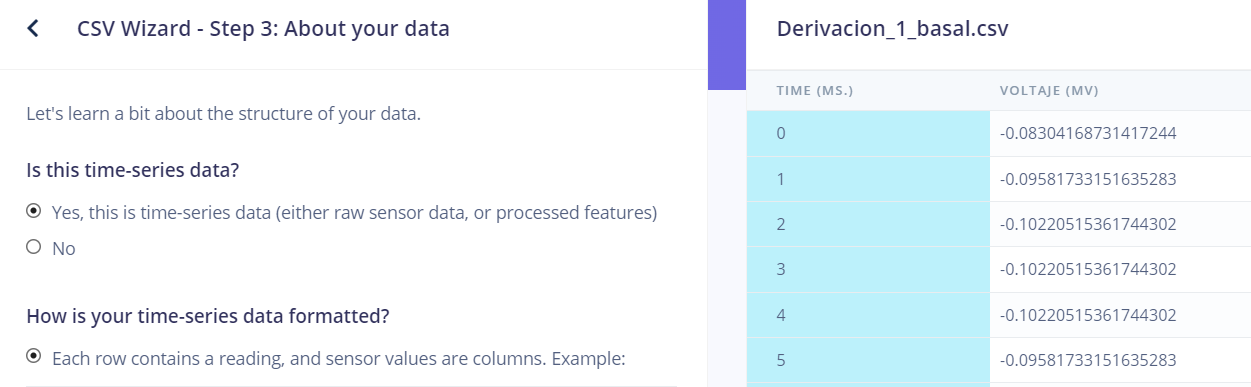 CSV Wizard - Step 3: About your data
Let's learn a bit about the structure of your data.
Is this time-series data?
Yes, this is time-series data (either raw sensor data, or processed features)
No
How is your time-series data formatted?
Each row contains a reading, and sensor values are columns. Example:
Derivacion_1_basal.csv
TIME (MS.) VOLTAJE (MV)
0 -0.08304168731417244
1 -0.09581733151635283
2 -0.10220515361744302
3 -0.10220515361744302
4 -0.10220515361744302
5 -0.09581733151635283